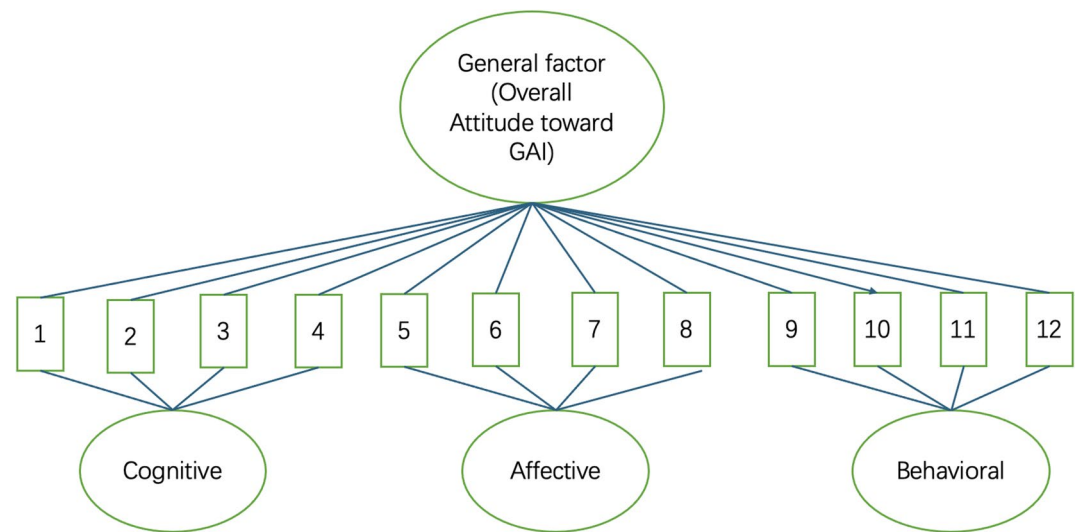 General factor
(Overall
Attitude toward
GAI)
1
2
3
4
5
6
7
8
9
10
11
12
Cognitive
Affective
Behavioral